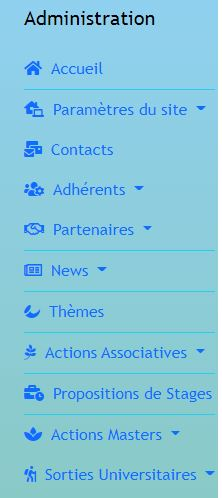 Administration
Accueil
Paramètres du site
Contacts
Adhérents
Partenaires
News
Thèmes
Actions Associatives
Propositions de Stages
Actions Masters
Sorties Universitaires